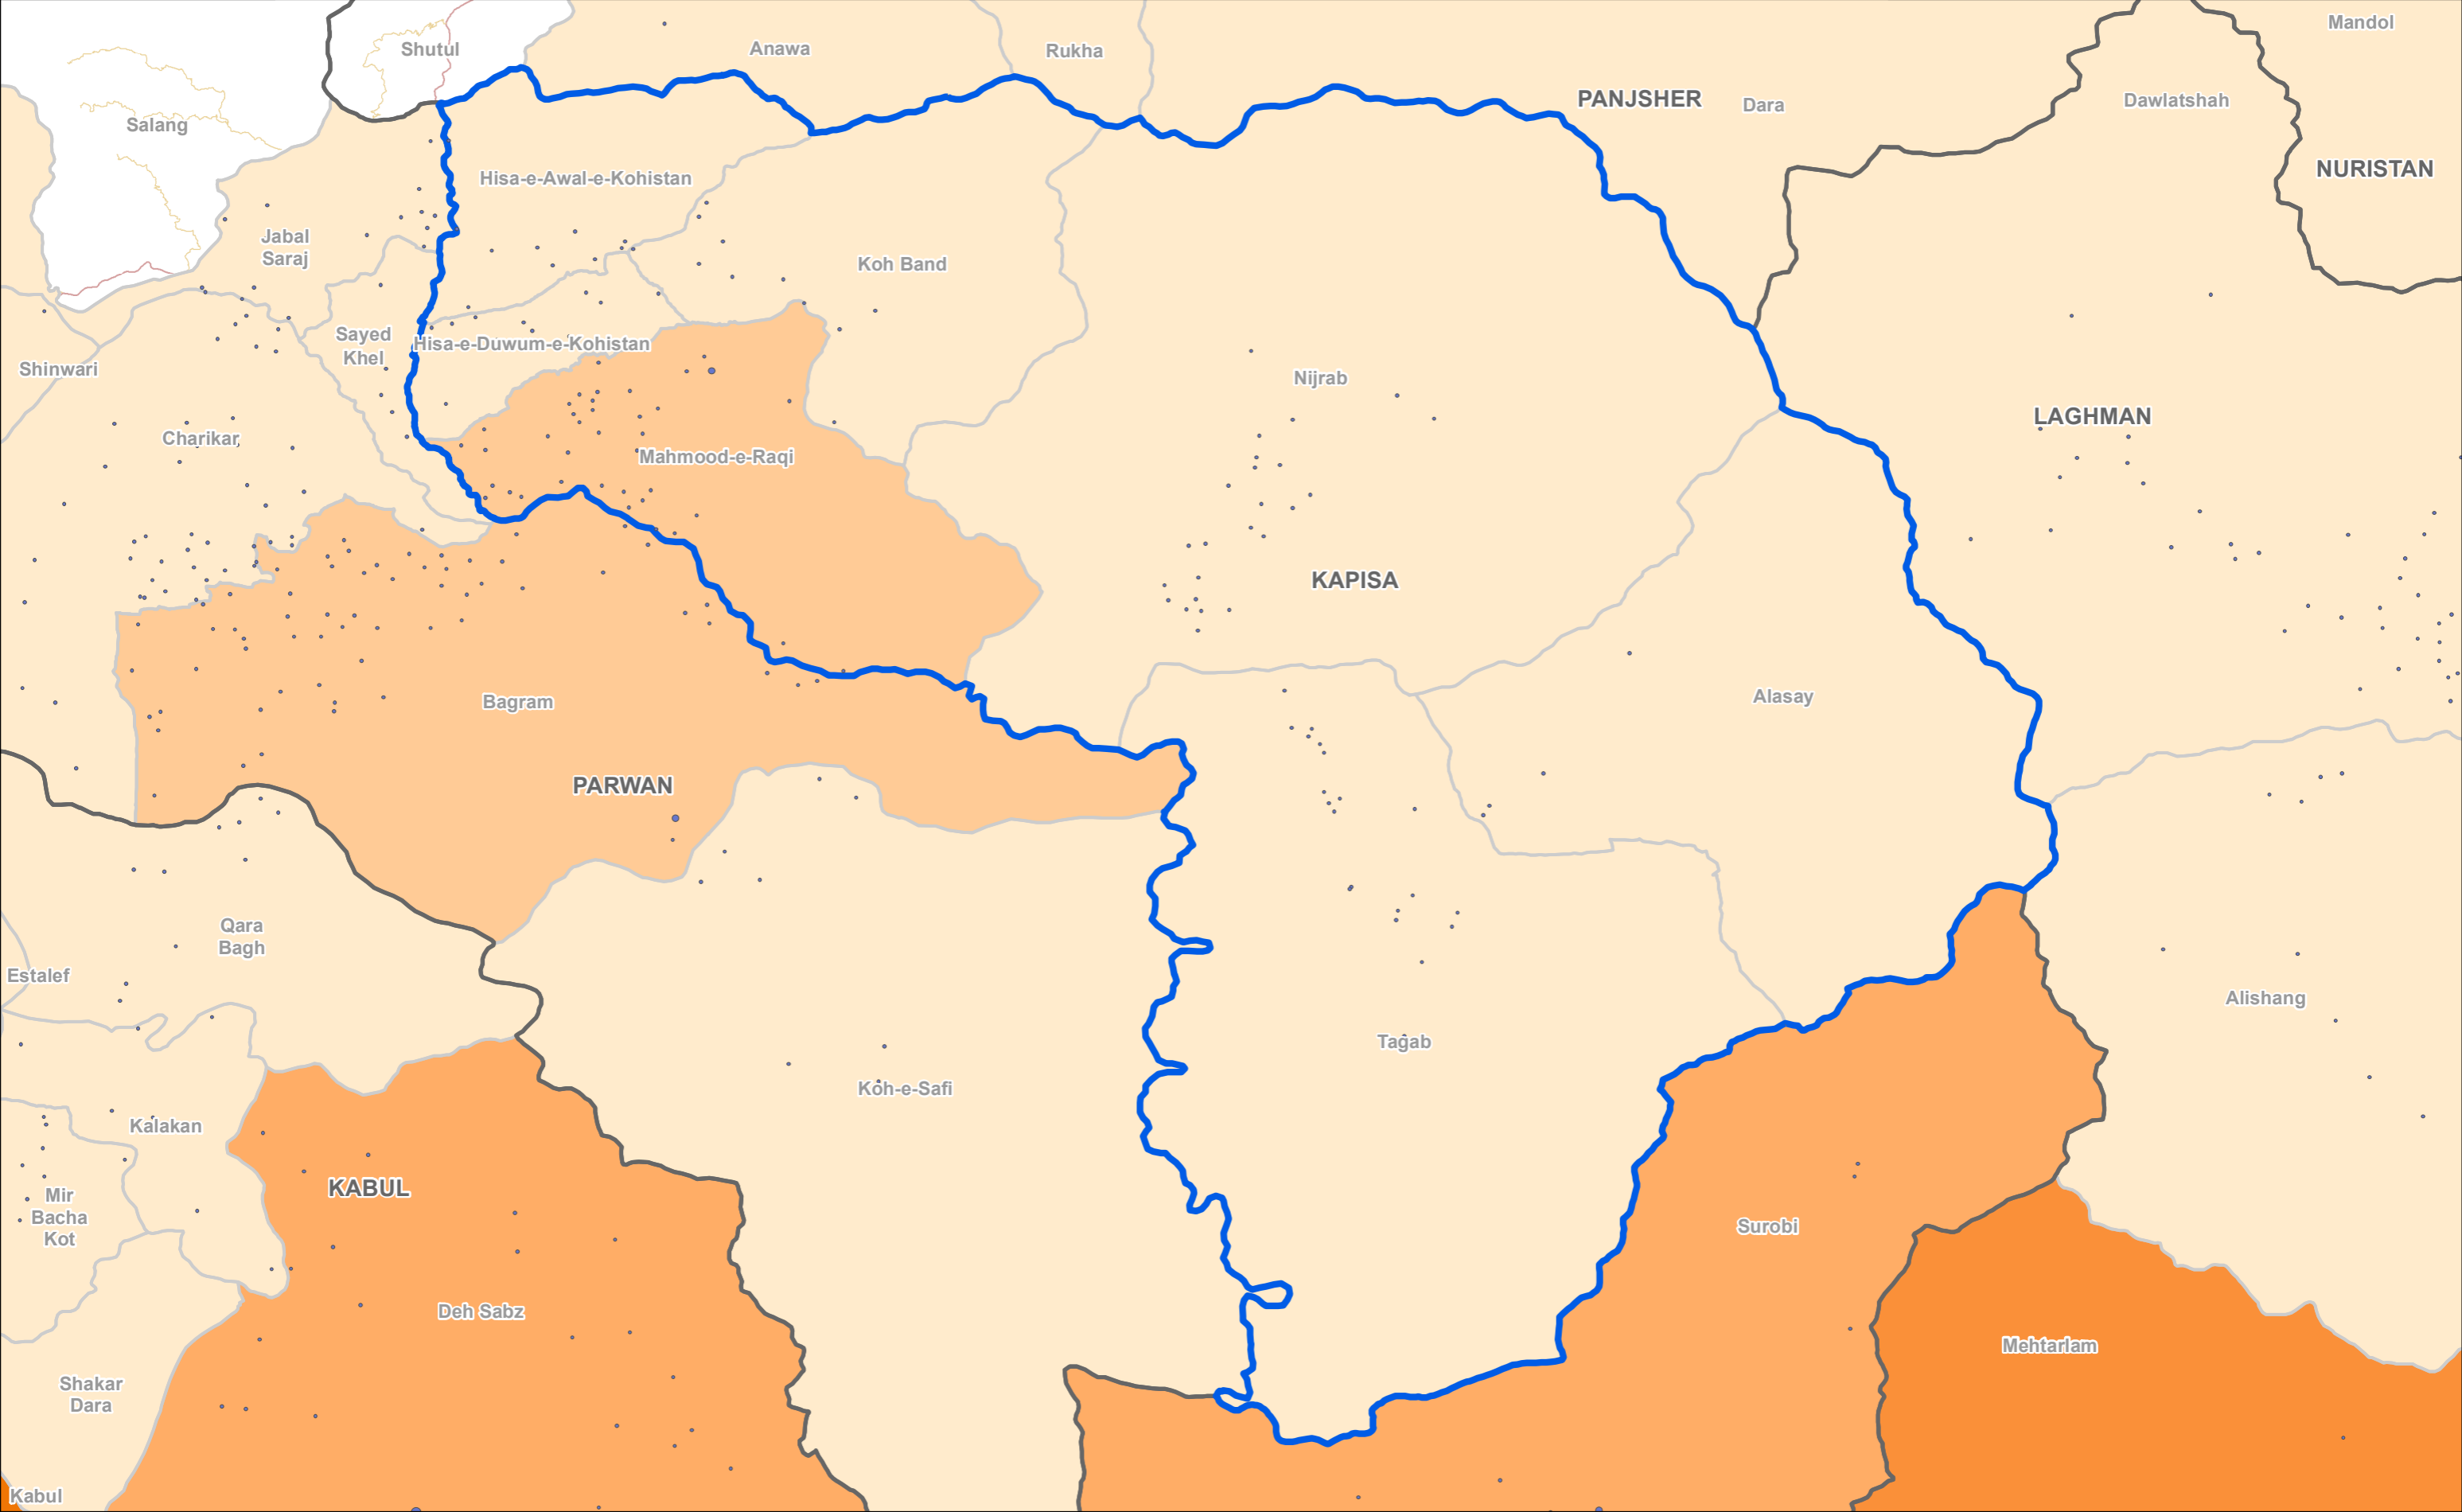 Mandol
Shutul
Anawa
Rukha
PANJSHER
Dara
Dawlatshah
Salang
NURISTAN
Hisa-e-Awal-e-Kohistan
Jabal
Saraj
Koh Band
Sayed
Khel
Hisa-e-Duwum-e-Kohistan
Shinwari
Nijrab
LAGHMAN
Charikar
Mahmood-e-Raqi
KAPISA
Bagram
Alasay
PARWAN
Qara
Bagh
Estalef
Alishang
Tagab
Koh-e-Safi
Kalakan
KABUL
Mir
Bacha
Kot
Surobi
Deh Sabz
Mehtarlam
Shakar
Dara
Kabul